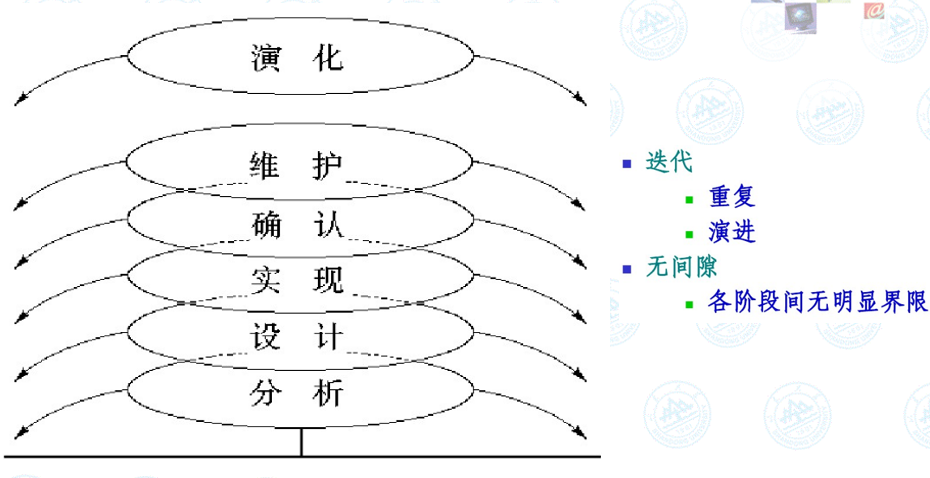 演 化
维 护
确 认
实 现
设 计
分 析
迭代
重复
演进
无间隙
各阶段间无明显界限